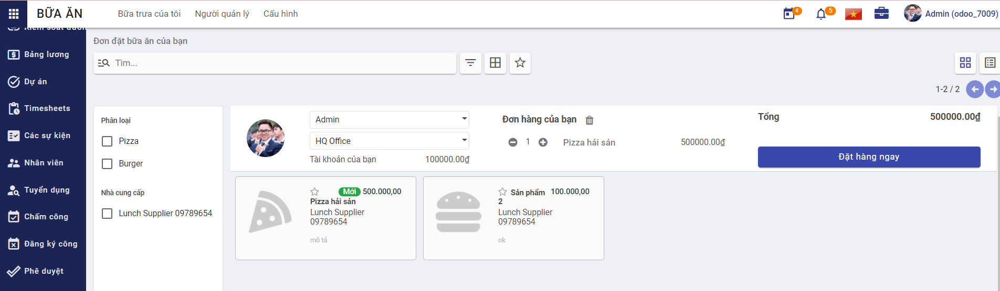 BỮA ĂN
Bữa trưa của tôi
Người quản lý
Cấu hình
4
5
Admin (odoo_7009)
Kiểm soát
Bảng lương
Dự án
Timesheets
Các sự kiện
Nhân viên
Tuyển dụng
Chấm công
Đăng ký công
Phê duyệt
Đơn đặt bữa ăn của bạn
Tìm...
1-2 / 2
Phân loại
Pizza
Burger
Nhà cung cấp
Lunch Supplier 09789654
Admin
HQ Office
Tài khoản của bạn 100000.00₫
Đơn hàng của bạn
1 Pizza hải sản 500000.00₫
Tổng 500000.00₫
Đặt hàng ngay
Mới 500.000,00
Pizza hải sản
Lunch Supplier
09789654
mô tả
Sản phẩm 100.000,00
2
Lunch Supplier
09789654
ok